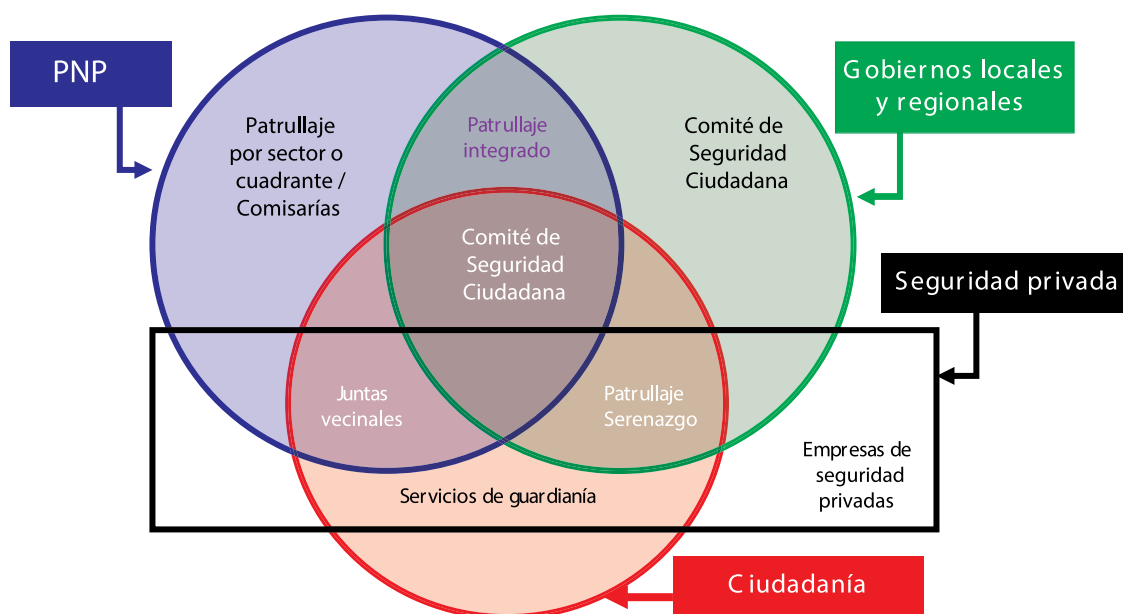 PNP
Gobiernos locales
y regionales
Patrullaje
por sector o
cuadrante /
Comisarías
Patrullaje
integrado
Comité de
Seguridad
Ciudadana
Comité de
Seguridad
Ciudadana
Seguridad privada
Juntas
vecinales
Patrullaje
Serenazgo
Empresas de
seguridad
privadas
Servicios de guardianía
Ciudadanía